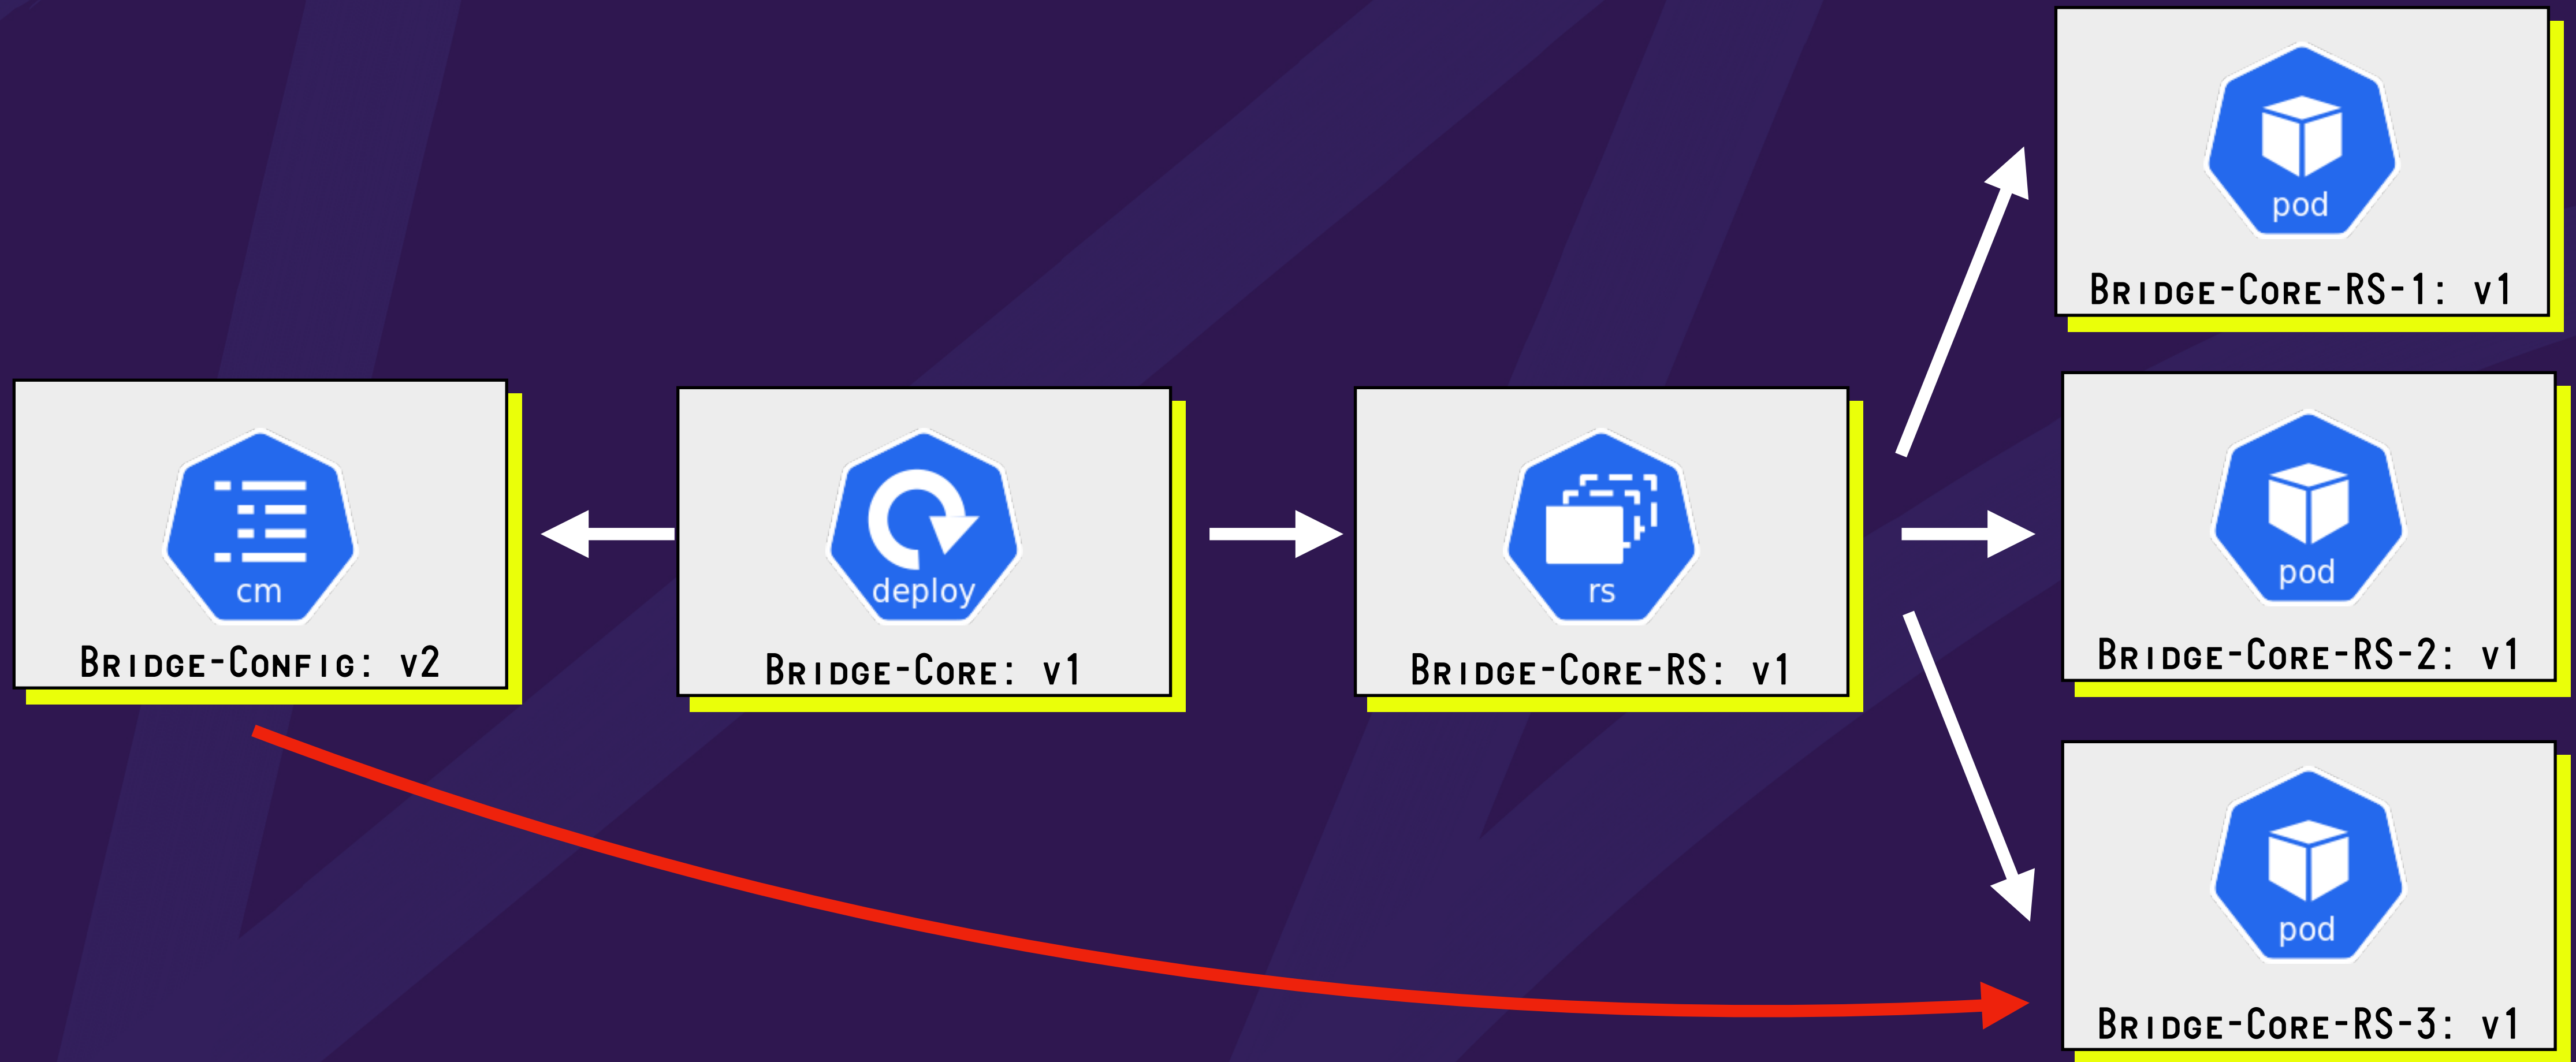 pod
Bridge-Core-RS-1: v1
cm
Bridge-Config: v2
deploy
Bridge-Core: v1
rs
Bridge-Core-RS: v1
pod
Bridge-Core-RS-2: v1
pod
Bridge-Core-RS-3: v1